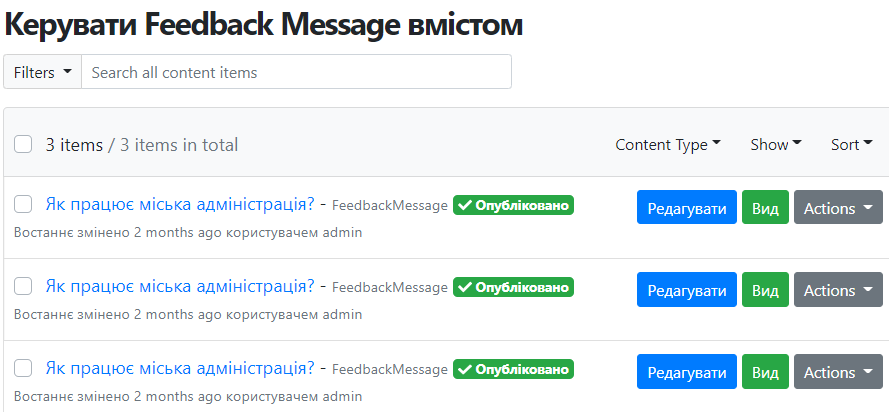 Керувати Feedback Message вмістом
Filters Search all content items
3 items / 3 items in total Content Type Show Sort
Як працює міська адміністрація? - FeedbackMessage Опубліковано Редагувати Вид Actions
Востаннє змінено 2 months ago користувачем admin
Як працює міська адміністрація? - FeedbackMessage Опубліковано Редагувати Вид Actions
Востаннє змінено 2 months ago користувачем admin
Як працює міська адміністрація? - FeedbackMessage Опубліковано Редагувати Вид Actions
Востаннє змінено 2 months ago користувачем admin